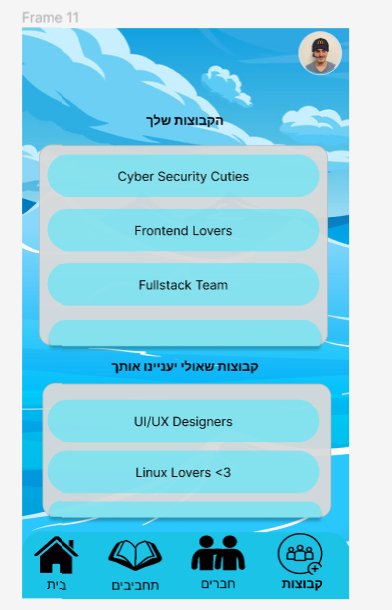 Frame 11
הקבוצות שלך
Cyber Security Cuties
Frontend Lovers
Fullstack Team
קבוצות שאולי יעניינו אותך
UI/UX Designers
Linux Lovers <3
קבוצות
חברים
תחביבים
בית